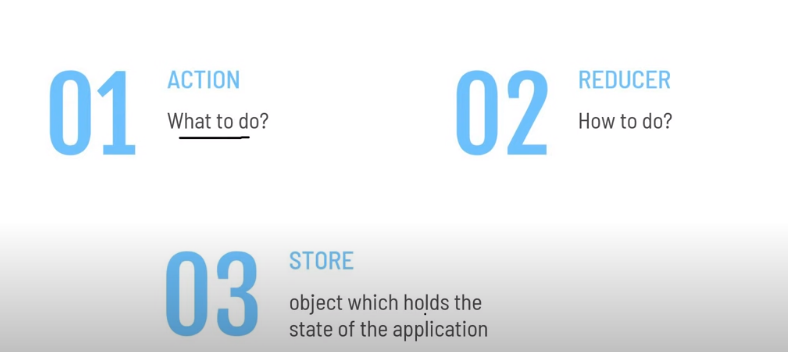 01
ACTION
What to do?
02
REDUCER
How to do?
03
STORE
object which holds the
state of the application